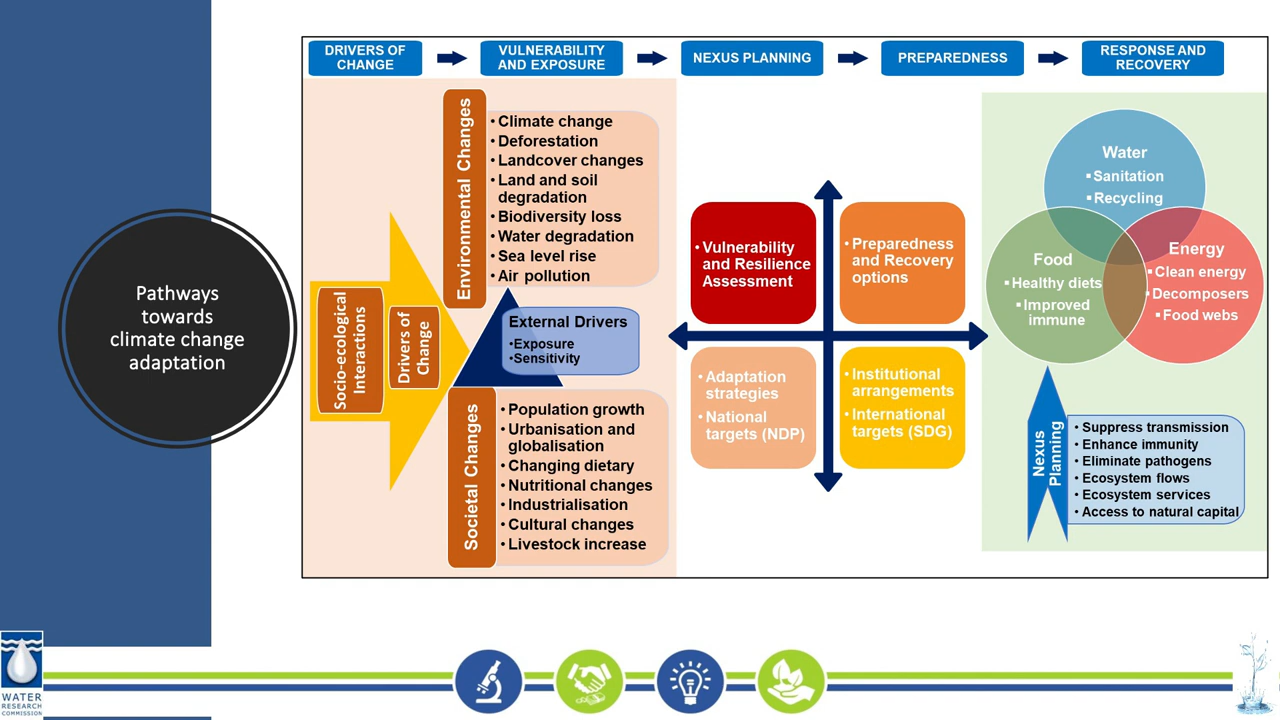 Pathways
towards
climate change
adaptation
DRIVERS OF
CHANGE
VULNERABILITY
AND EXPOSURE
NEXUS PLANNING
PREPAREDNESS
RESPONSE AND
RECOVERY
Socio-ecological
Interactions
Drivers of
Change
Environmental Changes
• Climate change
• Deforestation
• Landcover changes
• Land and soil
degradation
• Biodiversity loss
• Water degradation
• Sea level rise
• Air pollution
External Drivers
•Exposure
•Sensitivity
Societal Changes
• Population growth
• Urbanisation and
globalisation
• Changing dietary
• Nutritional changes
• Industrialisation
• Cultural changes
• Livestock increase
• Vulnerability
and Resilience
Assessment
• Preparedness
and Recovery
options
• Adaptation
strategies
• National
targets (NDP)
• Institutional
arrangements
• International
targets (SDG)
Water
▪ Sanitation
▪ Recycling
Food
▪ Healthy diets
▪ Improved
immune
Energy
▪ Clean energy
▪ Decomposers
▪ Food webs
Nexus
Planning
• Suppress transmission
• Enhance immunity
• Eliminate pathogens
• Ecosystem flows
• Ecosystem services
• Access to natural capital
WATER
RESEARCH
COMMISSION